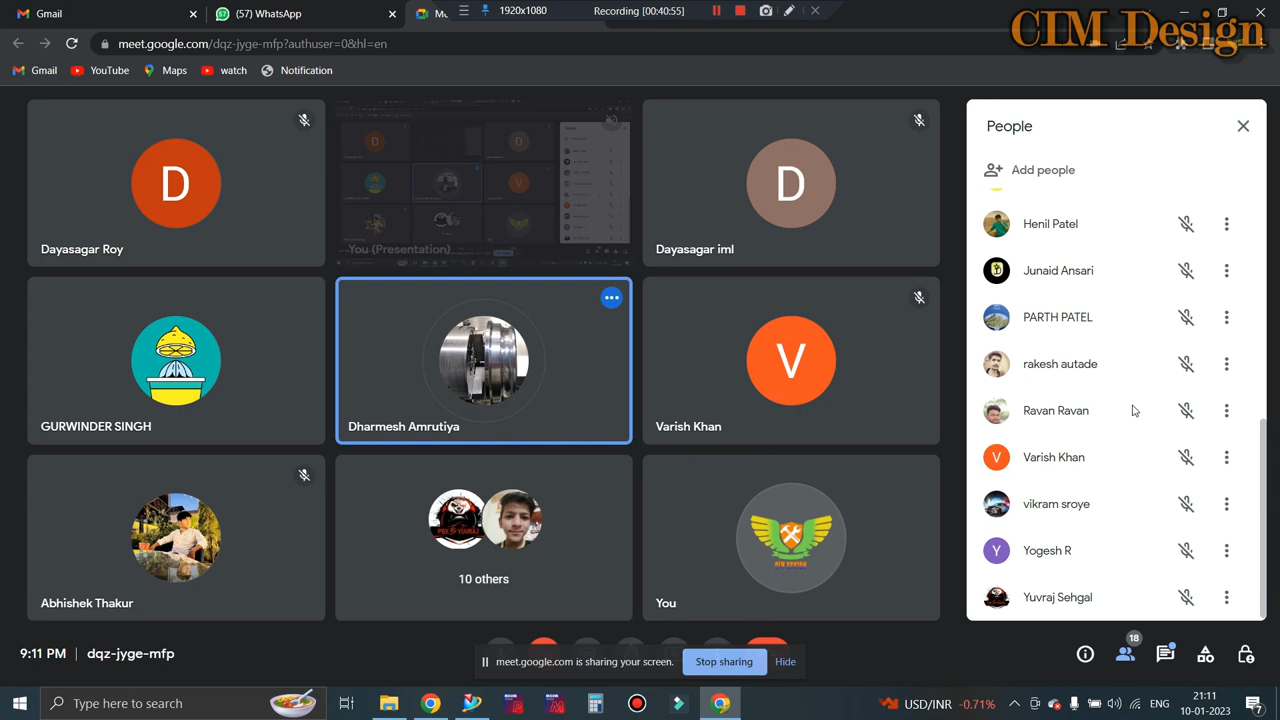 Gmail
(57) WhatsApp
1920x1080
Recording [00:40:55]
CIM Design
meet.google.com/dqz-jyge-mfp?authuser=0&hl=en
Gmail
YouTube
Maps
watch
Notification
D
Dayasagar Roy
You (Presentation)
D
Dayasagar iml
GURWINDER SINGH
Dharmesh Amrutiya
V
Varish Khan
Abhishek Thakur
10 others
You
People
Add people
Henil Patel
Junaid Ansari
PARTH PATEL
rakesh autade
Ravan Ravan
V
Varish Khan
vikram sroye
Y
Yogesh R
Yuvraj Sehgal
9:11 PM | dqz-jyge-mfp
meet.google.com is sharing your screen.
Stop sharing
Hide
18
Type here to search
USD/INR -0.71%
ENG
21:11
10-01-2023
7